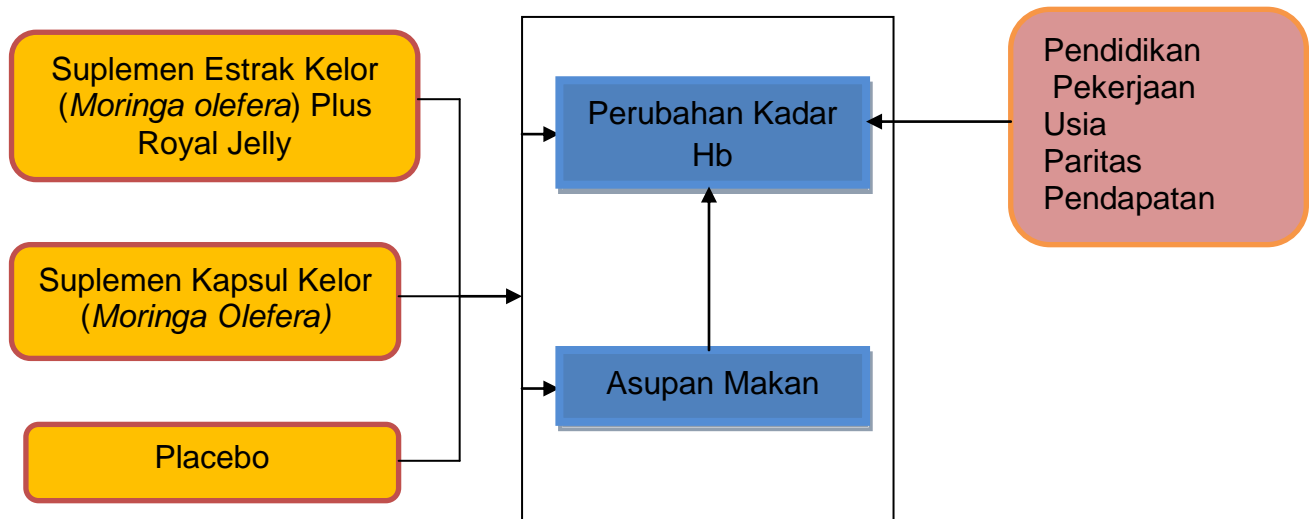 Suplemen Estrak Kelor
(Moringa olefera) Plus
Royal Jelly
Suplemen Kapsul Kelor
(Moringa Olefera)
Placebo
Perubahan Kadar
Hb
Asupan Makan
Pendidikan
Pekerjaan
Usia
Paritas
Pendapatan